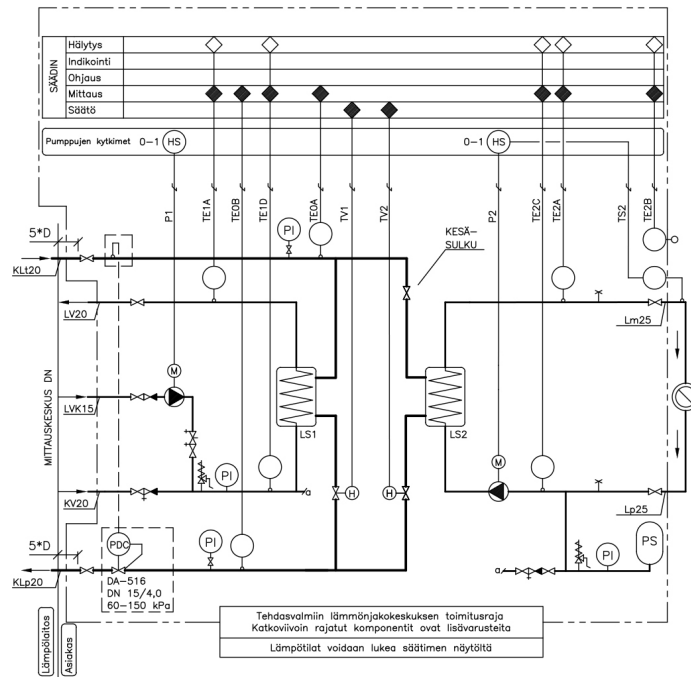 SÄÄDIN
Hälytys
Indikointi
Ohjaus
Mittaus
Säätö
Pumppujen kytkimet 0-1 HS
0-1 HS
P1
TE1A
TE0B
TE1D
TE0A
TV1
TV2
P2
TE2C
TE2A
TS2
TE2B
5*D
KLt20
PI
KESÄ-
SULKU
LV20
Lm25
M
LVK15
MITTAUSKESKUS DN
LS1
LS2
M
PI
H
H
KV20
a
Lp25
5*D
PDC
PI
PS
PI
a
KLp20
DA-516
DN 15/4,0
60-150 kPa
Lämpölaitos
Asiakas
Tehdasvalmiin lämmönjakokeskuksen toimitusraja
Katkoviivoin rajatut komponentit ovat lisävarusteita
Lämpötilat voidaan lukea säätimen näytöltä